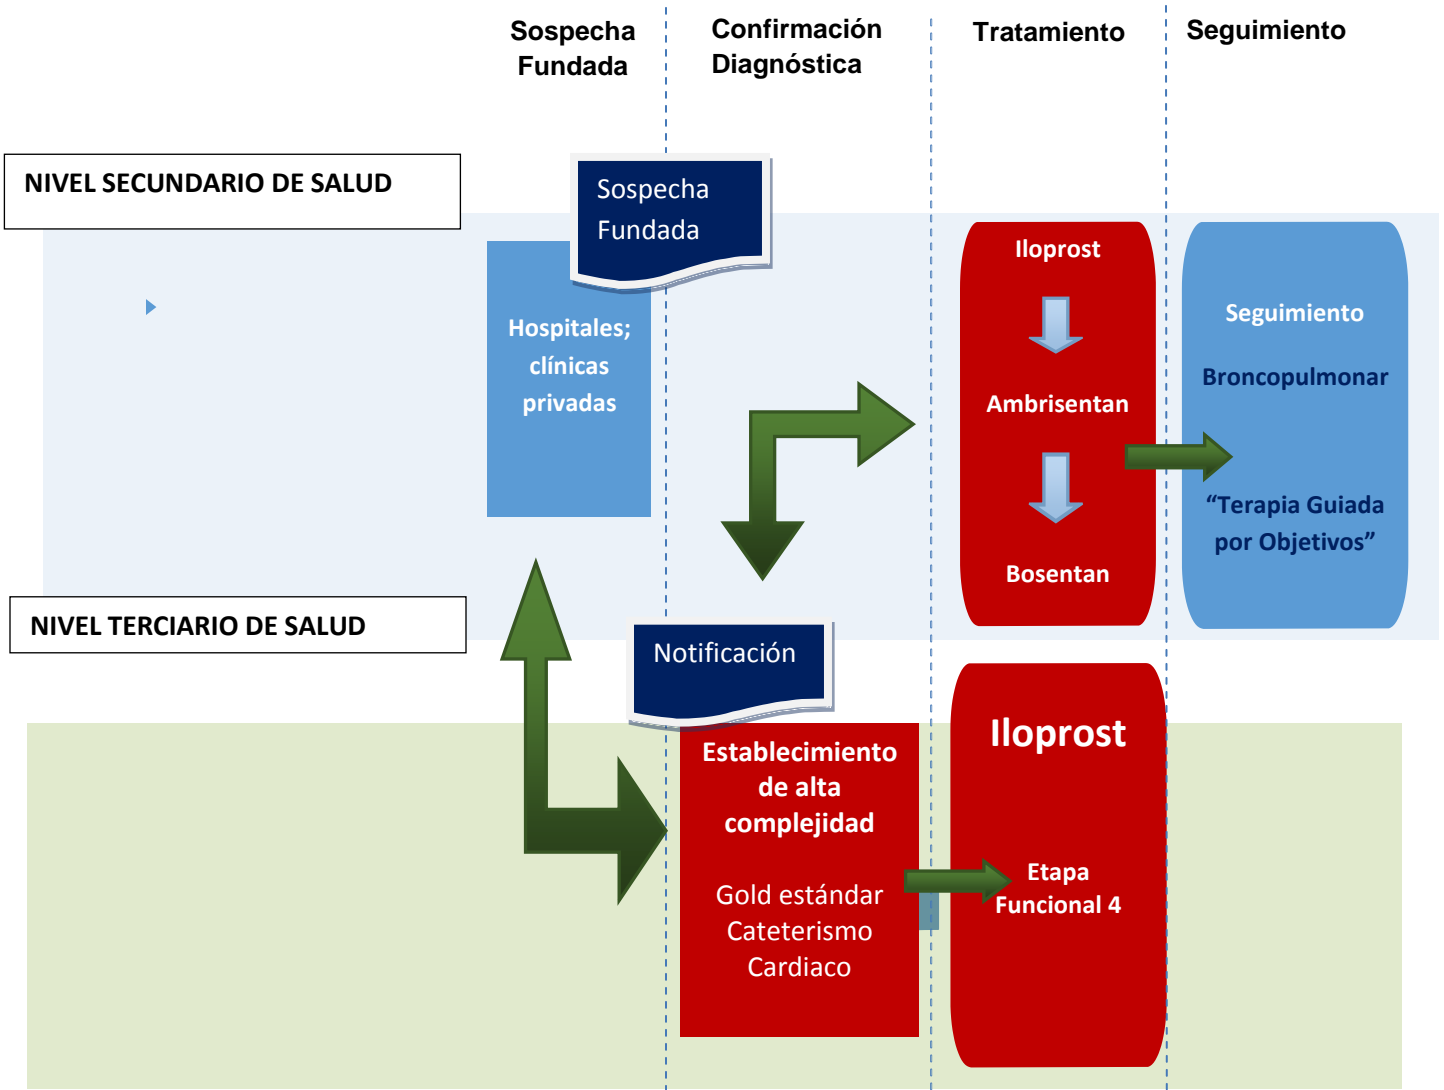 Sospecha
Fundada
Confirmación
Diagnóstica
Tratamiento
Seguimiento
NIVEL SECUNDARIO DE SALUD
Sospecha
Fundada
Hospitales;
clínicas
privadas
Iloprost
Ambrisentan
Bosentan
Seguimiento
Broncopulmonar
“Terapia Guiada
por Objetivos”
NIVEL TERCIARIO DE SALUD
Notificación
Establecimiento
de alta
complejidad
Gold estándar
Cateterismo
Cardiaco
Iloprost
Etapa
Funcional 4